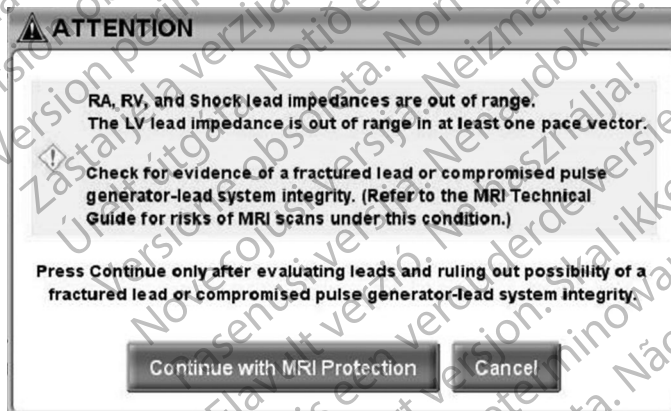 ATTENTION
RA, RV, and Shock lead impedances are out of range.
The LV lead impedance is out of range in at least one pace vector.
Check for evidence of a fractured lead or compromised pulse
generator-lead system integrity. (Refer to the MRI Technical
Guide for risks of MRI scans under this condition.)
Press Continue only after evaluating leads and ruling out possibility of a
fractured lead or compromised pulse generator-lead system integrity.
Continue with MRI Protection
Cancel